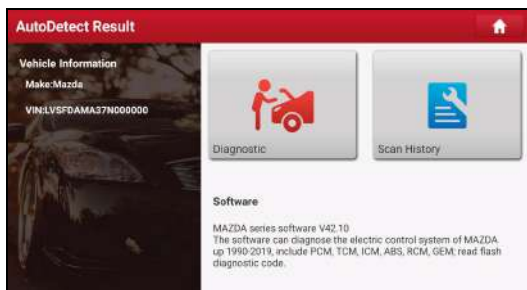 AutoDetect Result
Vehicle Information
Make:Mazda
VIN:LVSFDAMA37N000000
Diagnostic
Scan History
Software
MAZDA series software V42.10
The software can diagnose the electric control system of MAZDA
up 1990-2019, include PCM, TCM, ICM, ABS, RCM, GEM; read flash
diagnostic code.